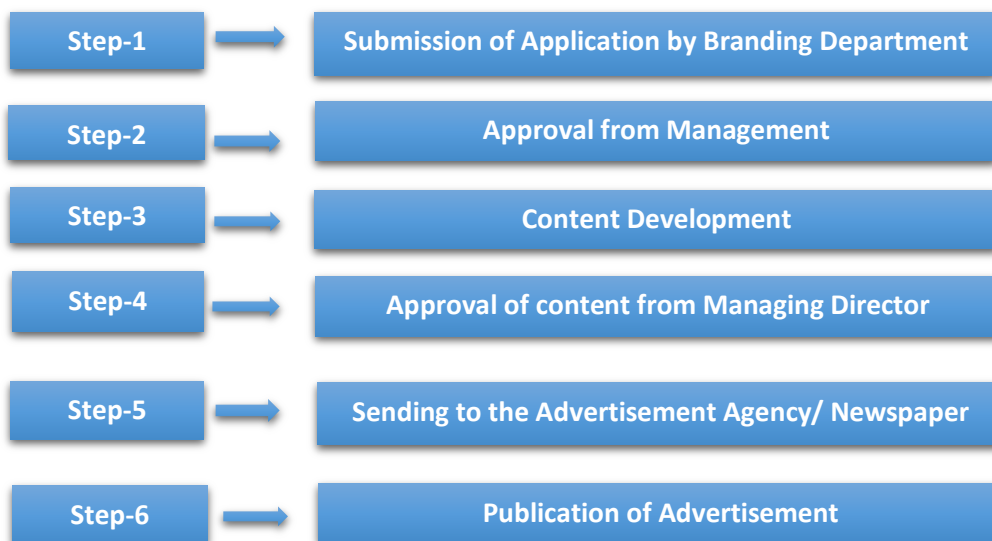 Step-1
Submission of Application by Branding Department
Step-2
Approval from Management
Step-3
Content Development
Step-4
Approval of content from Managing Director
Step-5
Sending to the Advertisement Agency/ Newspaper
Step-6
Publication of Advertisement